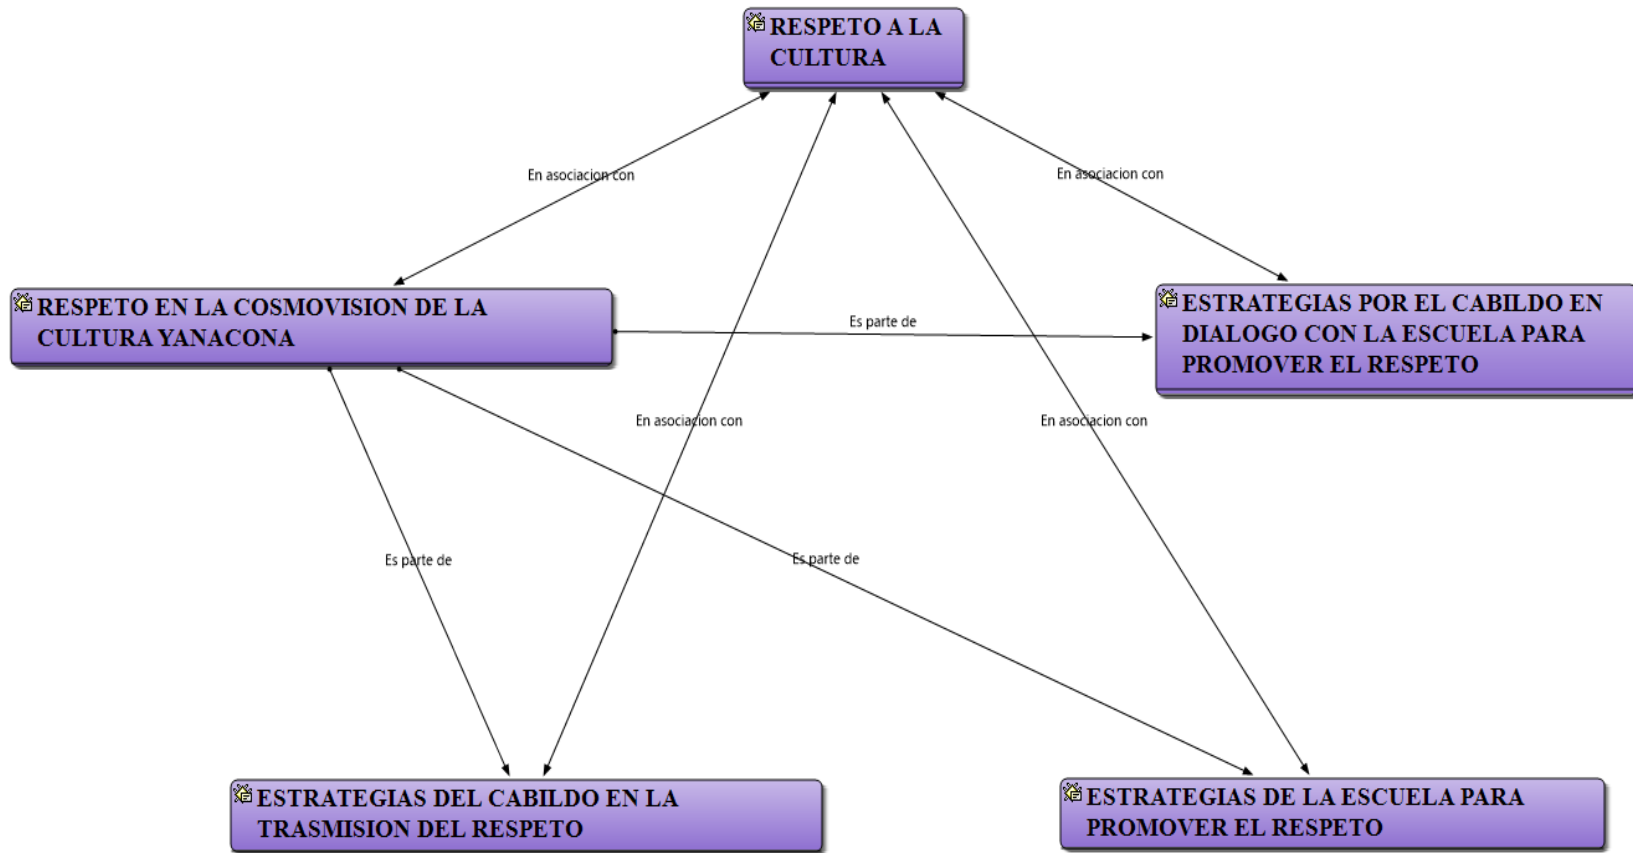 RESPETO A LA
CULTURA
En asociacion con
En asociacion con
RESPETO EN LA COSMOVISION DE LA
CULTURA YANACONA
Es parte de
ESTRATEGIAS POR EL CABILDO EN
DIALOGO CON LA ESCUELA PARA
PROMOVER EL RESPETO
En asociacion con
En asociacion con
Es parte de
Es parte de
ESTRATEGIAS DEL CABILDO EN LA
TRASMISION DEL RESPETO
ESTRATEGIAS DE LA ESCUELA PARA
PROMOVER EL RESPETO